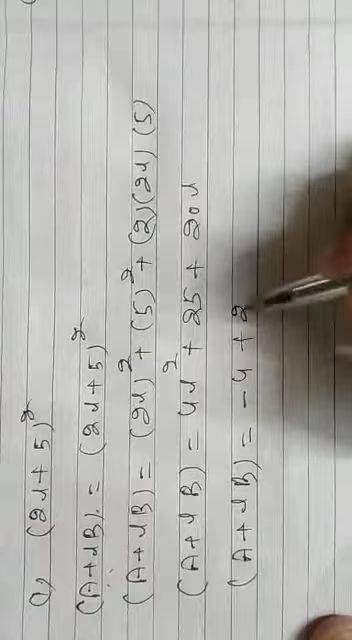 a) (2i+5)²
(A+iB) = (2i+5)²
(A+iB) = (2i)² + (5)² + (2)(2i)(5)
(A+iB) = 4i² + 25 + 20i
(A+iB) = -4+2